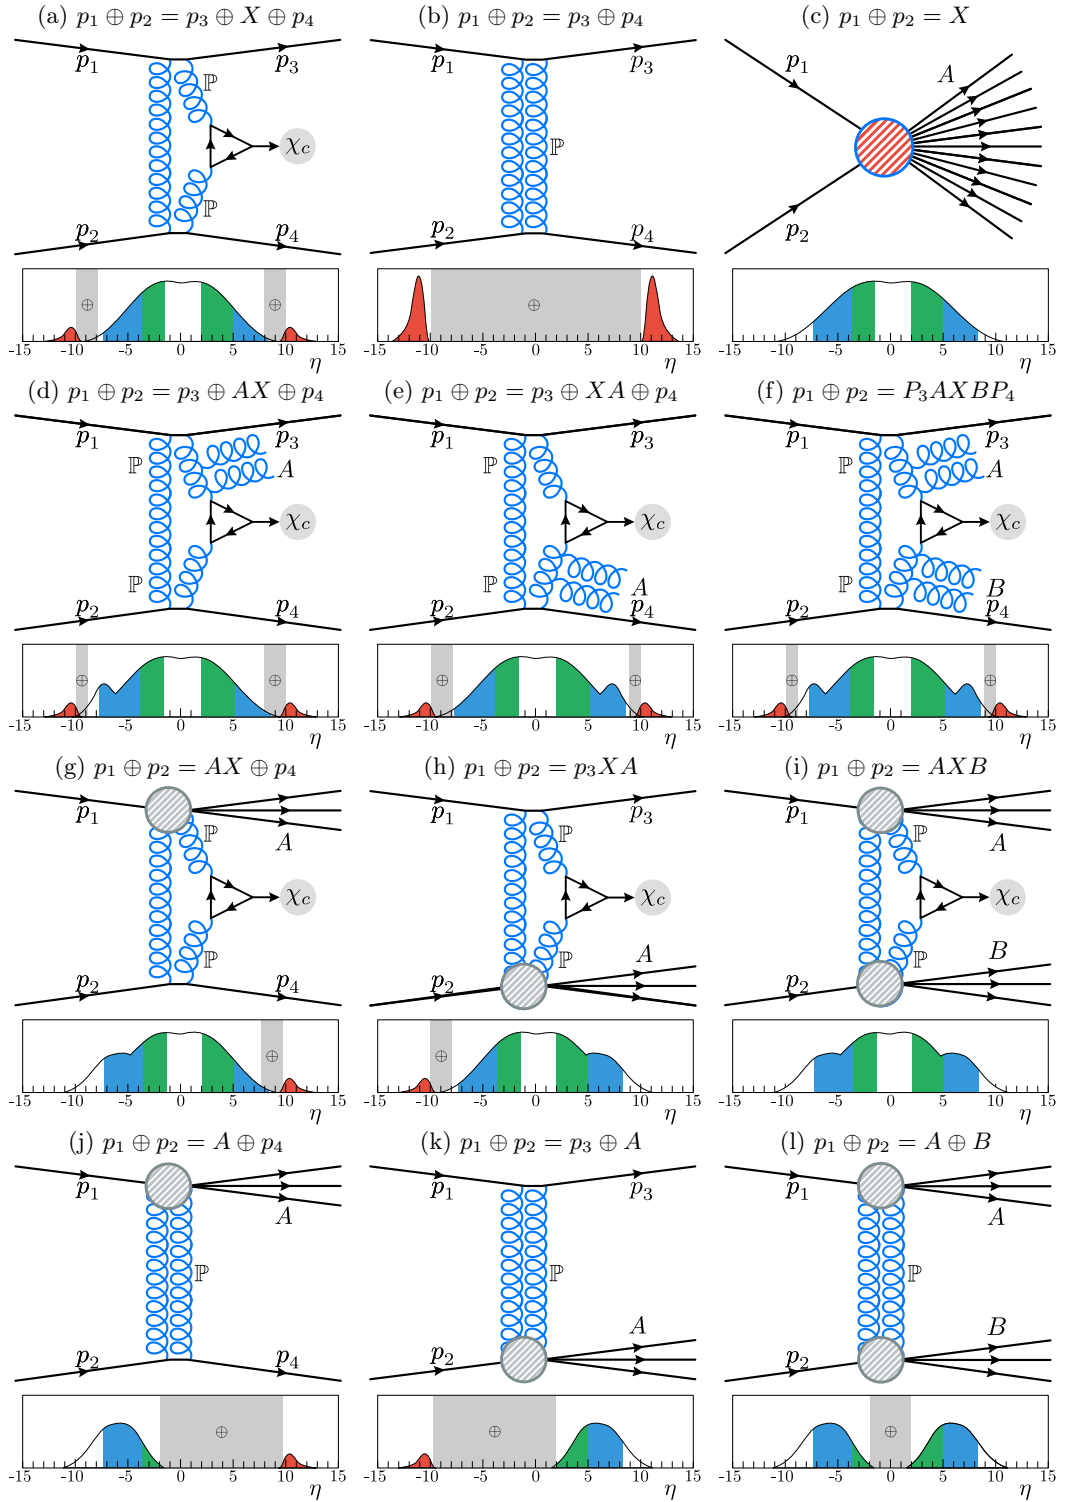 (a) p₁ ⊕ p₂ = p₃ ⊕ X ⊕ p₄
(b) p₁ ⊕ p₂ = p₃ ⊕ p₄
(c) p₁ ⊕ p₂ = X
p₁ ℙ p₃
χ_c
ℙ
p₂ p₄
p₁ p₃
ℙ
p₂ p₄
p₁ A
p₂
⊕ ⊕
-15 -10 -5 0 5 10 15
η
⊕
-15 -10 -5 0 5 10 15
η
-15 -10 -5 0 5 10 15
η
(d) p₁ ⊕ p₂ = p₃ ⊕ AX ⊕ p₄
(e) p₁ ⊕ p₂ = p₃ ⊕ XA ⊕ p₄
(f) p₁ ⊕ p₂ = P₃AXBP₄
p₁ p₃
ℙ A
χ_c
ℙ
p₂ p₄
p₁ p₃
ℙ
χ_c
ℙ A
p₂ p₄
p₁ p₃
ℙ A
χ_c
ℙ B
p₂ p₄
⊕ ⊕
-15 -10 -5 0 5 10 15
η
⊕ ⊕
-15 -10 -5 0 5 10 15
η
⊕ ⊕
-15 -10 -5 0 5 10 15
η
(g) p₁ ⊕ p₂ = AX ⊕ p₄
(h) p₁ ⊕ p₂ = p₃XA
(i) p₁ ⊕ p₂ = AXB
p₁ ℙ A
χ_c
ℙ
p₂ p₄
p₁ ℙ p₃
χ_c
ℙ A
p₂
p₁ ℙ A
χ_c
ℙ B
p₂
⊕
-15 -10 -5 0 5 10 15
η
⊕
-15 -10 -5 0 5 10 15
η
-15 -10 -5 0 5 10 15
η
(j) p₁ ⊕ p₂ = A ⊕ p₄
(k) p₁ ⊕ p₂ = p₃ ⊕ A
(l) p₁ ⊕ p₂ = A ⊕ B
p₁ A
ℙ
p₂ p₄
p₁ p₃
ℙ
p₂ A
p₁ A
ℙ
p₂ B
⊕
-15 -10 -5 0 5 10 15
η
⊕
-15 -10 -5 0 5 10 15
η
⊕
-15 -10 -5 0 5 10 15
η